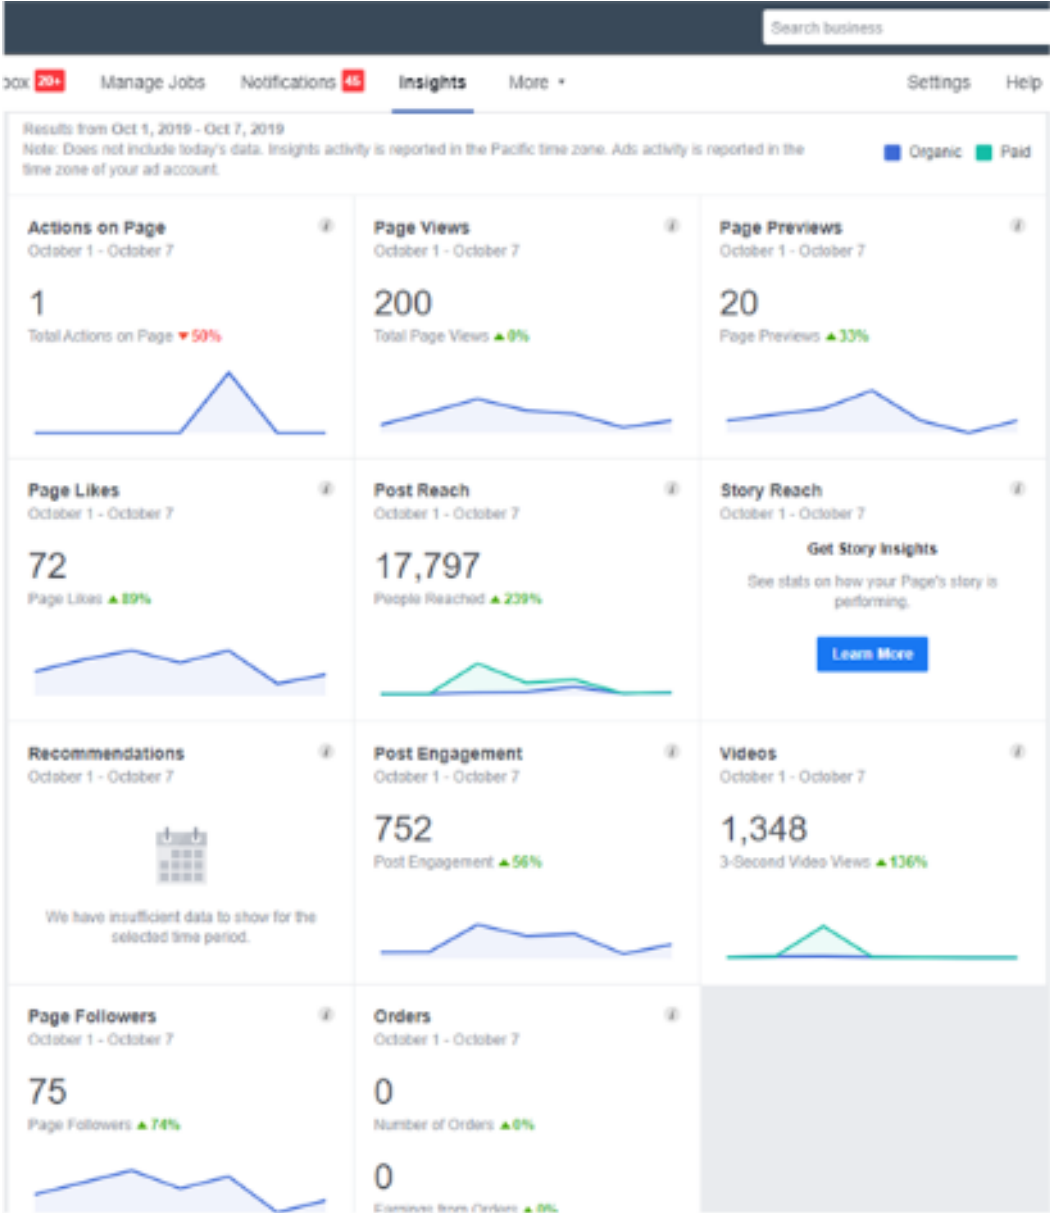 Search business
box 20+ Manage Jobs Notifications 45 Insights More Settings Help
Results from Oct 1, 2019 - Oct 7, 2019
Note: Does not include today's data. Insights activity is reported in the Pacific time zone. Ads activity is reported in the
time zone of your ad account.
Organic Paid
Actions on Page
October 1 - October 7
1
Total Actions on Page ▼50%
Page Views
October 1 - October 7
200
Total Page Views ▲0%
Page Previews
October 1 - October 7
20
Page Previews ▲33%
Page Likes
October 1 - October 7
72
Page Likes ▲89%
Post Reach
October 1 - October 7
17,797
People Reached ▲239%
Story Reach
October 1 - October 7
Get Story Insights
See stats on how your Page's story is
performing.
Learn More
Recommendations
October 1 - October 7
We have insufficient data to show for the
selected time period.
Post Engagement
October 1 - October 7
752
Post Engagement ▲56%
Videos
October 1 - October 7
1,348
3-Second Video Views ▲136%
Page Followers
October 1 - October 7
75
Page Followers ▲74%
Orders
October 1 - October 7
0
Number of Orders ▲0%
0
Earnings from Orders ▲0%